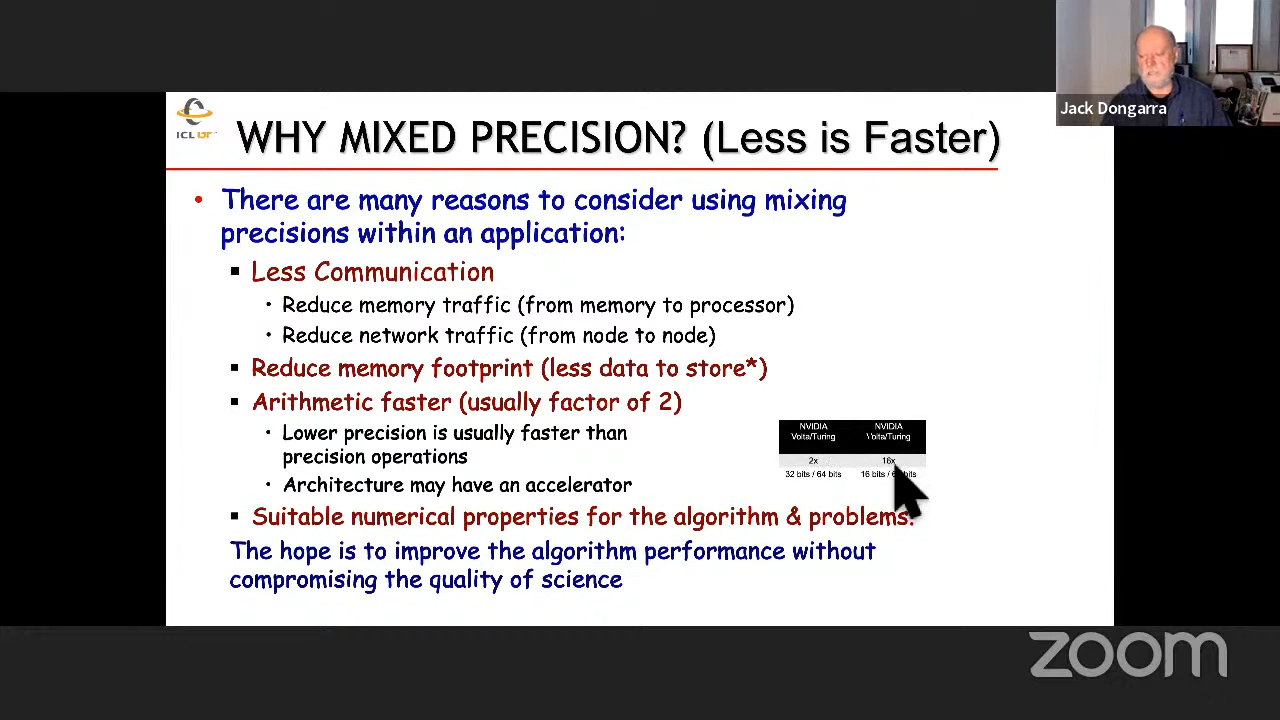 Jack Dongarra
ICL
WHY MIXED PRECISION? (Less is Faster)
• There are many reasons to consider using mixing
precisions within an application:
▪ Less Communication
• Reduce memory traffic (from memory to processor)
• Reduce network traffic (from node to node)
▪ Reduce memory footprint (less data to store*)
▪ Arithmetic faster (usually factor of 2)
• Lower precision is usually faster than
precision operations
• Architecture may have an accelerator
NVIDIA Volta/Turing
NVIDIA Volta/Turing
2x 16x
32 bits / 64 bits 16 bits / bits
▪ Suitable numerical properties for the algorithm & problems.
The hope is to improve the algorithm performance without
compromising the quality of science
zoom